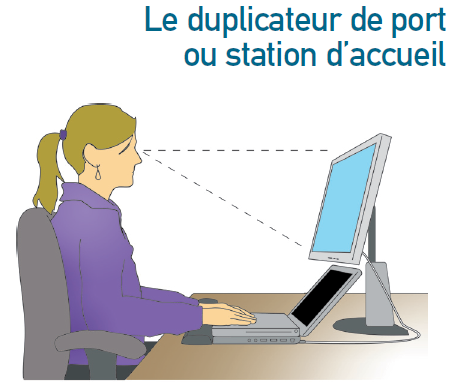 Le duplicateur de port
ou station d'accueil